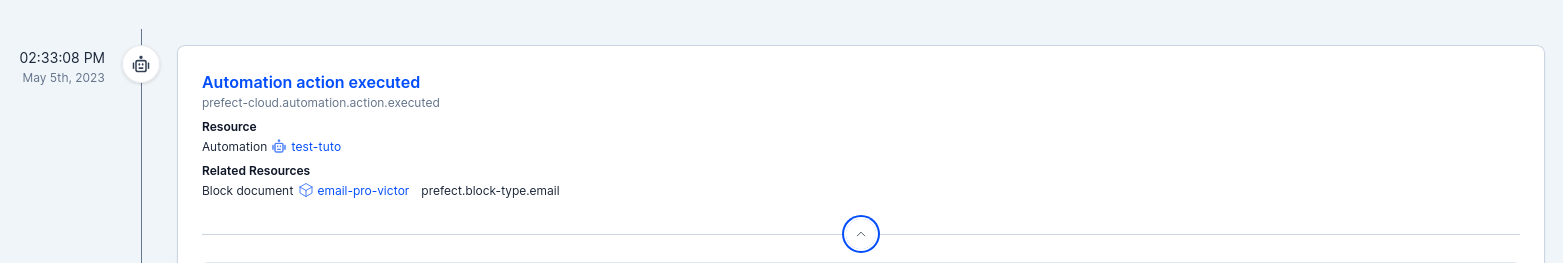 02:33:08 PM
May 5th, 2023
Automation action executed
prefect-cloud.automation.action.executed
Resource
Automation test-tuto
Related Resources
Block document email-pro-victor prefect.block-type.email